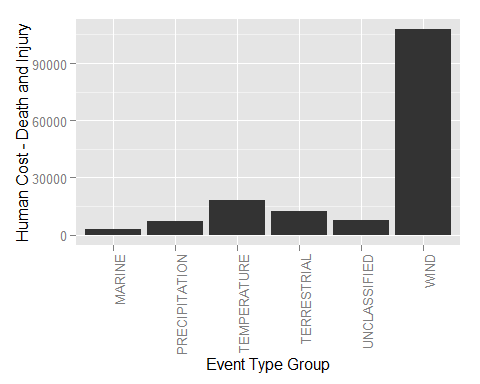 Human Cost - Death and Injury
90000
60000
30000
0
MARINE
PRECIPITATION
TEMPERATURE
TERRESTRIAL
UNCLASSIFIED
WIND
Event Type Group